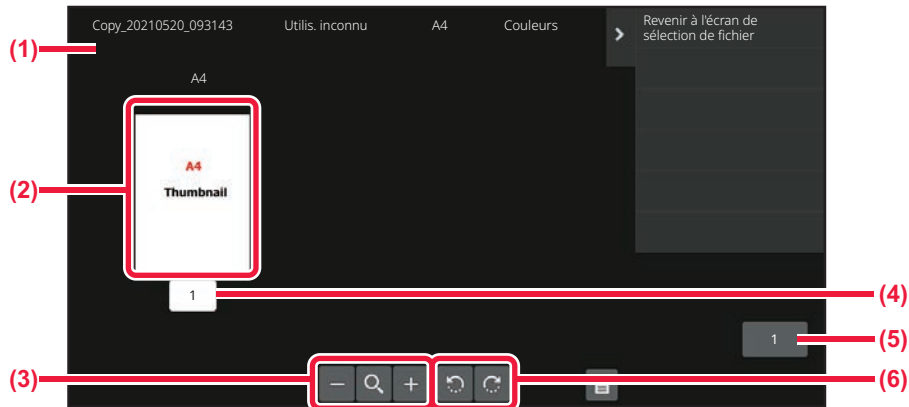 Copy_20210520_093143 Utilis. inconnu A4 Couleurs
Revenir à l'écran de
sélection de fichier
(1)
A4
A4
Thumbnail
(2)
1
(4)
1
(5)
(3)
(6)